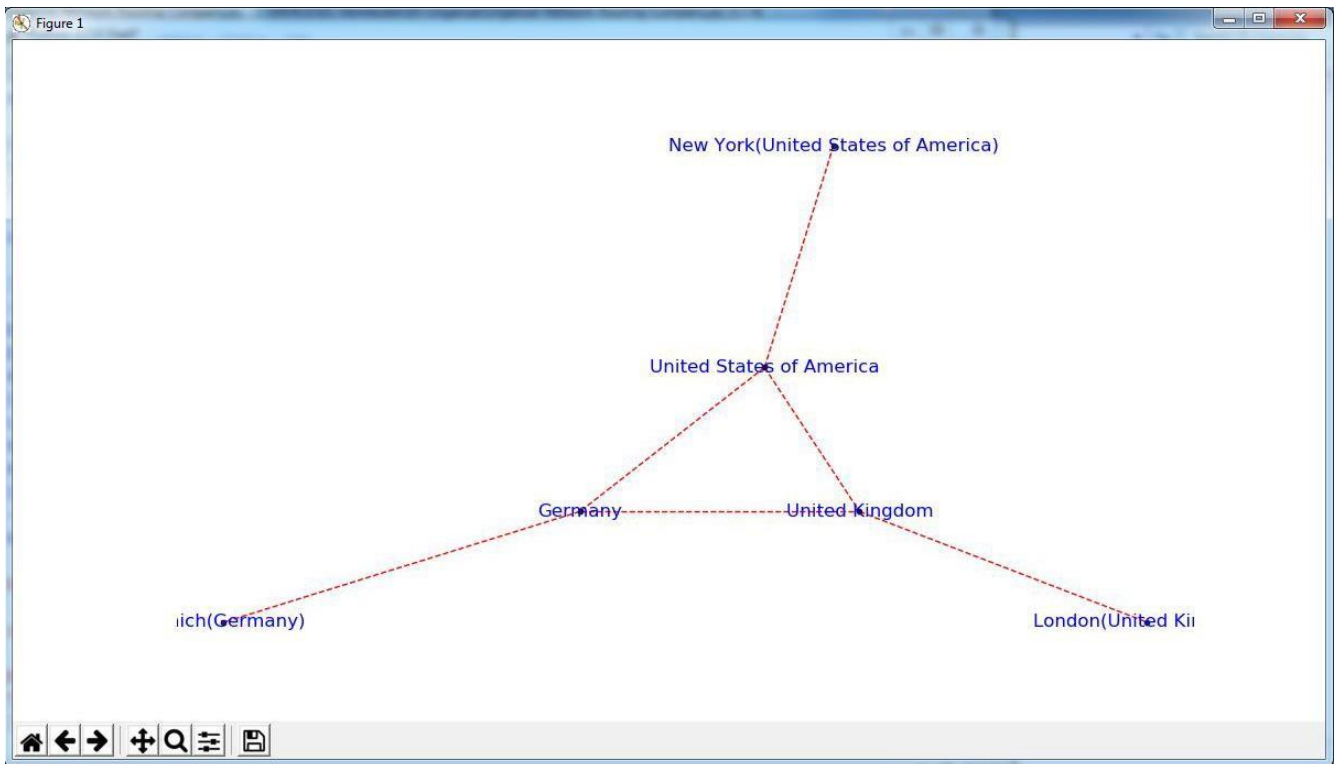 Figure 1
New York(United States of America)
United States of America
Germany
United Kingdom
ich(Germany)
London(United Ki